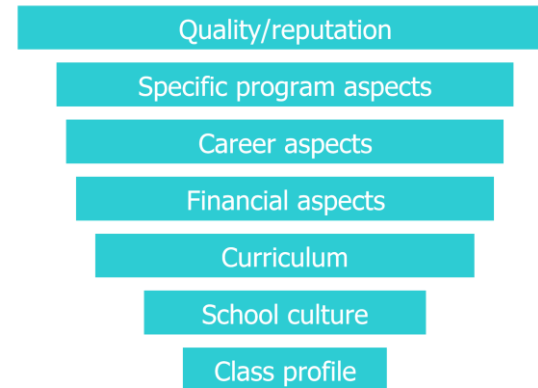 Quality/reputation
Specific program aspects
Career aspects
Financial aspects
Curriculum
School culture
Class profile